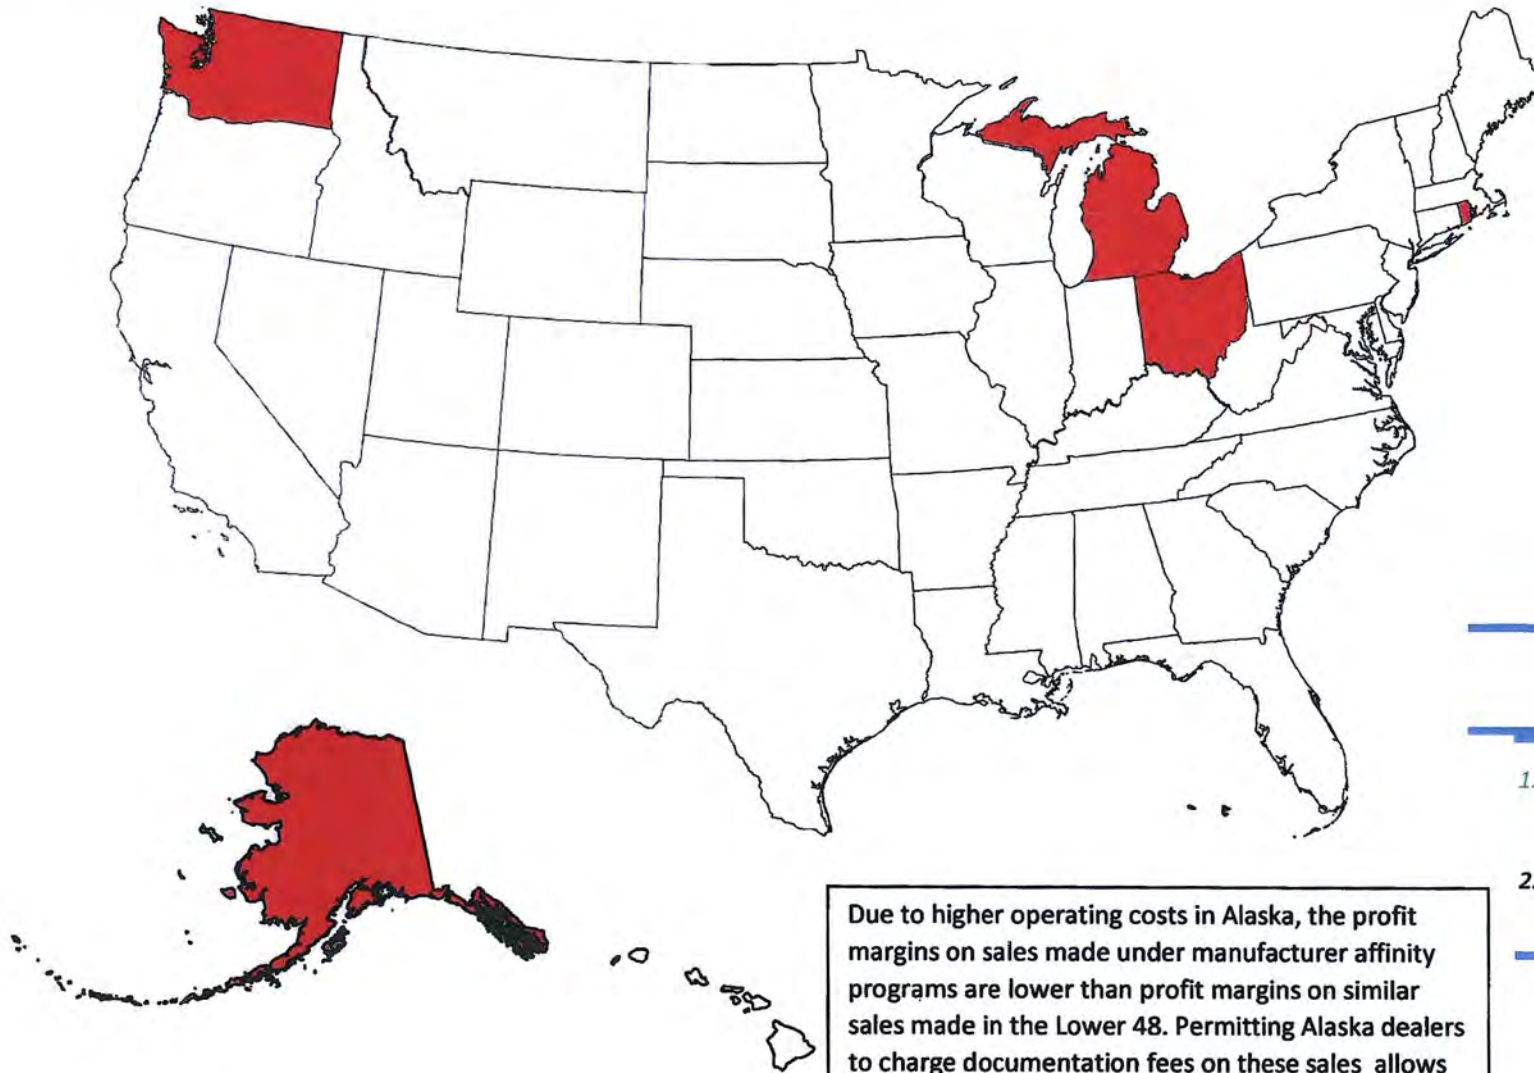 1.
2.
Due to higher operating costs in Alaska, the profit
margins on sales made under manufacturer affinity
programs are lower than profit margins on similar
sales made in the Lower 48. Permitting Alaska dealers
to charge documentation fees on these sales allows